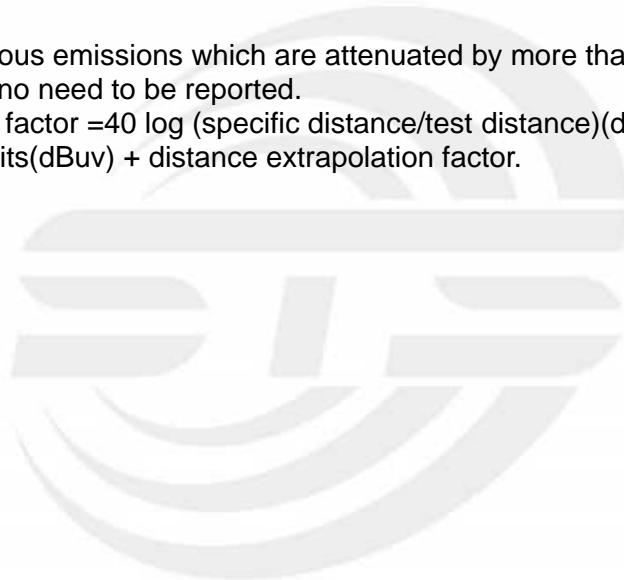 ous emissions which are attenuated by more tha
no need to be reported.
factor =40 log (specific distance/test distance)(d
its(dBuv) + distance extrapolation factor.
STS